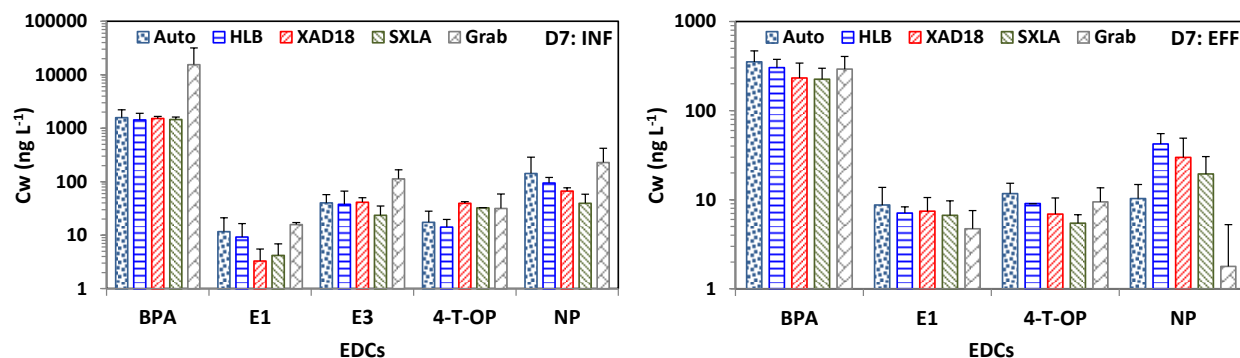 100000
10000
1000
100
10
1
Cw (ng L-1)
Auto HLB XAD18 SXLA Grab D7: INF
BPA E1 E3 4-T-OP NP
EDCs
1000
100
10
1
Cw (ng L-1)
Auto HLB XAD18 SXLA Grab D7: EFF
BPA E1 4-T-OP NP
EDCs